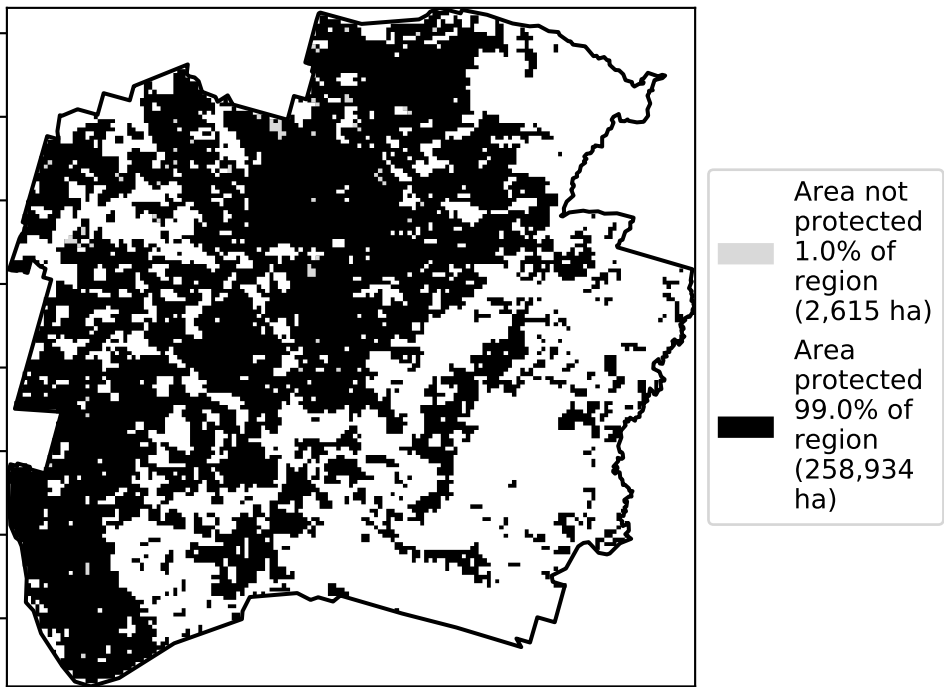 Area not
protected
1.0% of
region
(2,615 ha)
Area
protected
99.0% of
region
(258,934
ha)